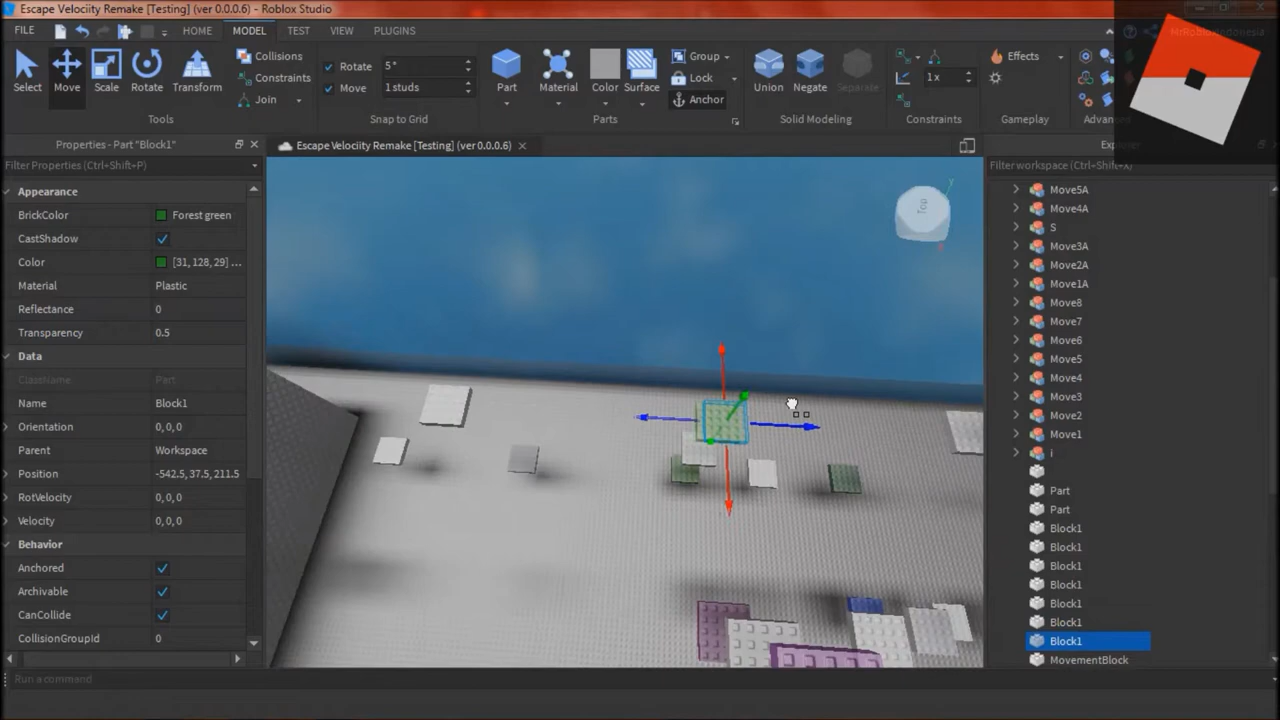 Escape Velociity Remake [Testing] (ver 0.0.0.6) - Roblox Studio
FILE HOME MODEL TEST VIEW PLUGINS
Select Move Scale Rotate Transform
Collisions
Constraints
Join
Tools
Rotate 5°
Move 1 studs
Snap to Grid
Part Material Color Surface
Group
Lock
Anchor
Parts
Union Negate Separate
Solid Modeling
1 x
Constraints
Effects
Gameplay
Properties - Part "Block1"
Filter Properties (Ctrl+Shift+P)
Appearance
BrickColor Forest green
CastShadow
Color [31, 128, 29] ...
Material Plastic
Reflectance 0
Transparency 0.5
Data
ClassName Part
Name Block1
Orientation 0, 0, 0
Parent Workspace
Position -542.5, 37.5, 211.5
RotVelocity 0, 0, 0
Velocity 0, 0, 0
Behavior
Anchored
Archivable
CanCollide
CollisionGroupId 0
Escape Velociity Remake [Testing] (ver 0.0.0.6)
Top
y
Filter workspace (Ctrl+Shift+X)
Move5A
Move4A
S
Move3A
Move2A
Move1A
Move8
Move7
Move6
Move5
Move4
Move3
Move2
Move1
i
Part
Part
Block1
Block1
Block1
Block1
Block1
Block1
Block1
MovementBlock
Run a command